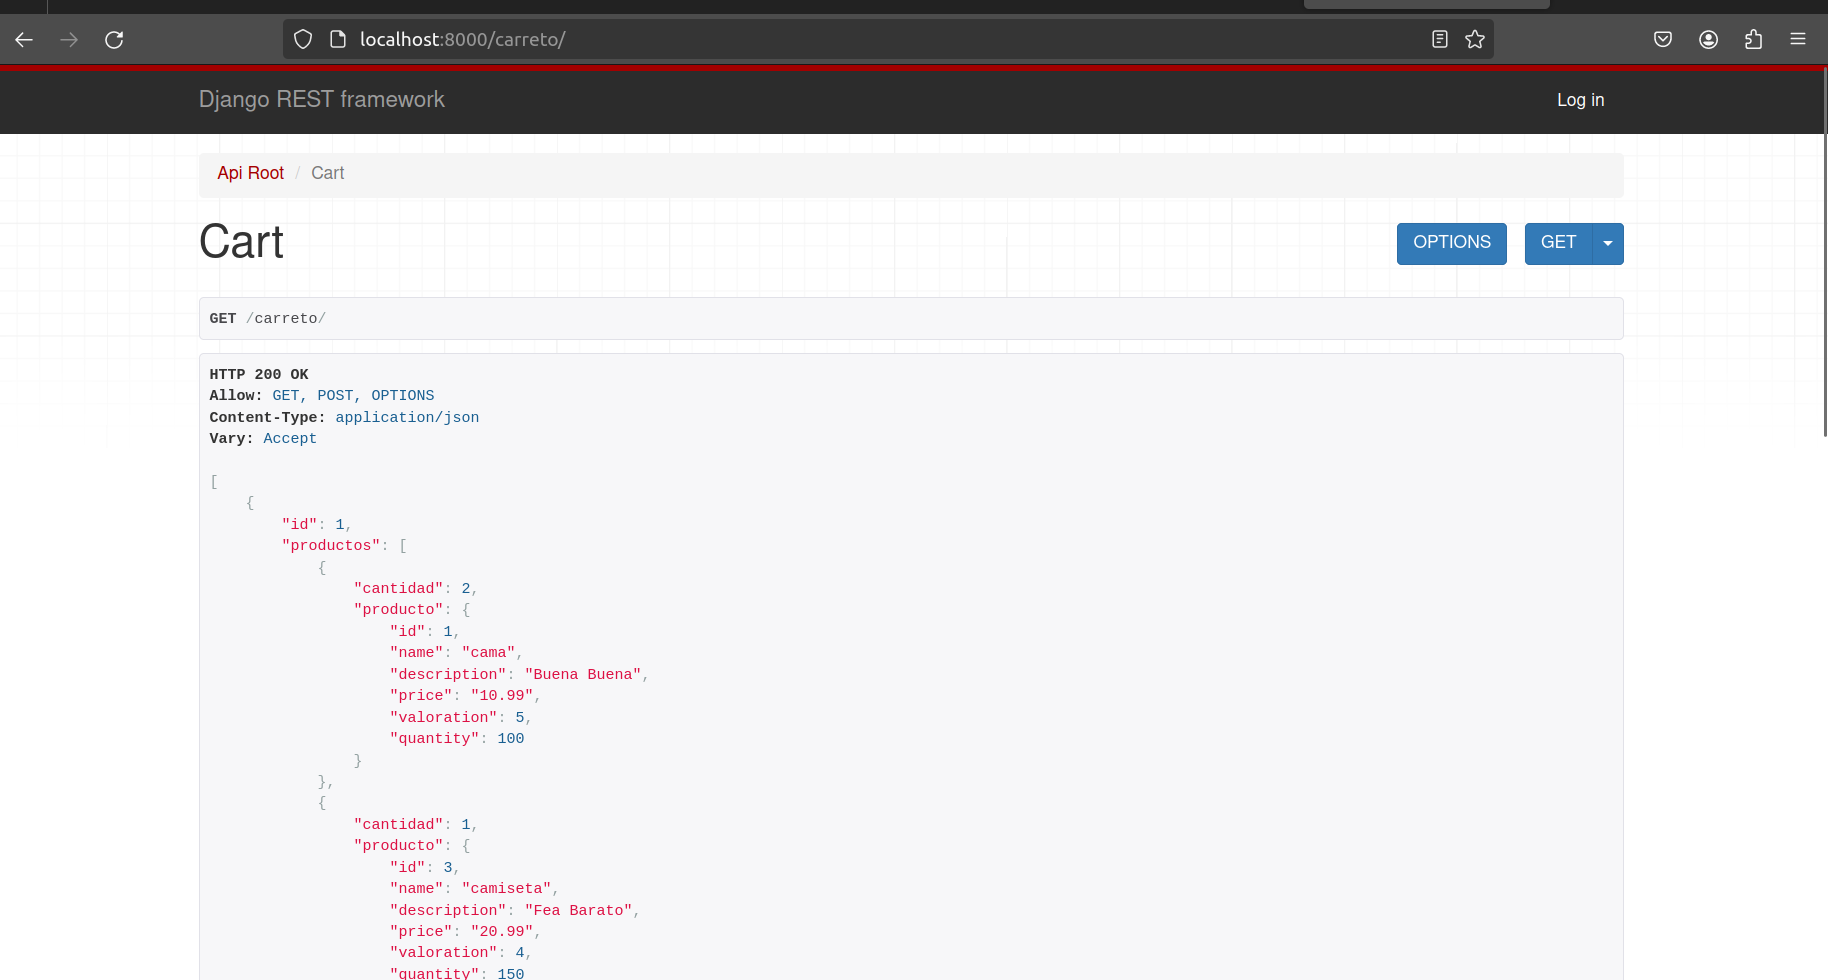 localhost:8000/carreto/
Django REST framework
Log in
Api Root / Cart
Cart
OPTIONS
GET
GET /carreto/
HTTP 200 OK
Allow: GET, POST, OPTIONS
Content-Type: application/json
Vary: Accept
[
    {
        "id": 1,
        "productos": [
            {
                "cantidad": 2,
                "producto": {
                    "id": 1,
                    "name": "cama",
                    "description": "Buena Buena",
                    "price": "10.99",
                    "valoration": 5,
                    "quantity": 100
                }
            },
            {
                "cantidad": 1,
                "producto": {
                    "id": 3,
                    "name": "camiseta",
                    "description": "Fea Barato",
                    "price": "20.99",
                    "valoration": 4,
                    "quantity": 150